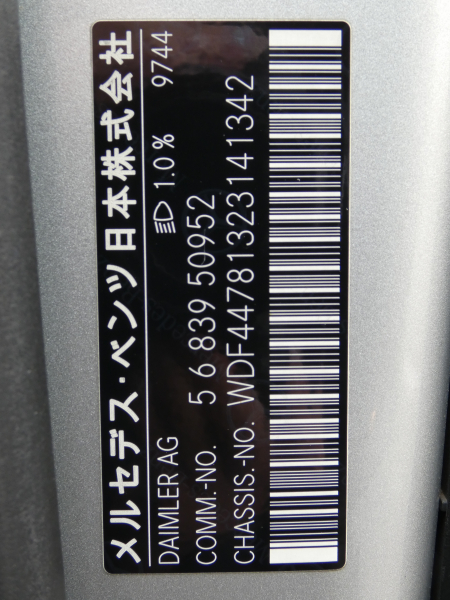 メルセデス・ベンツ日本株式会社
DAIMLER AG 1.0% 9744
COMM.-NO. 5 6 839 50952
CHASSIS.-NO. WDF44781323141342